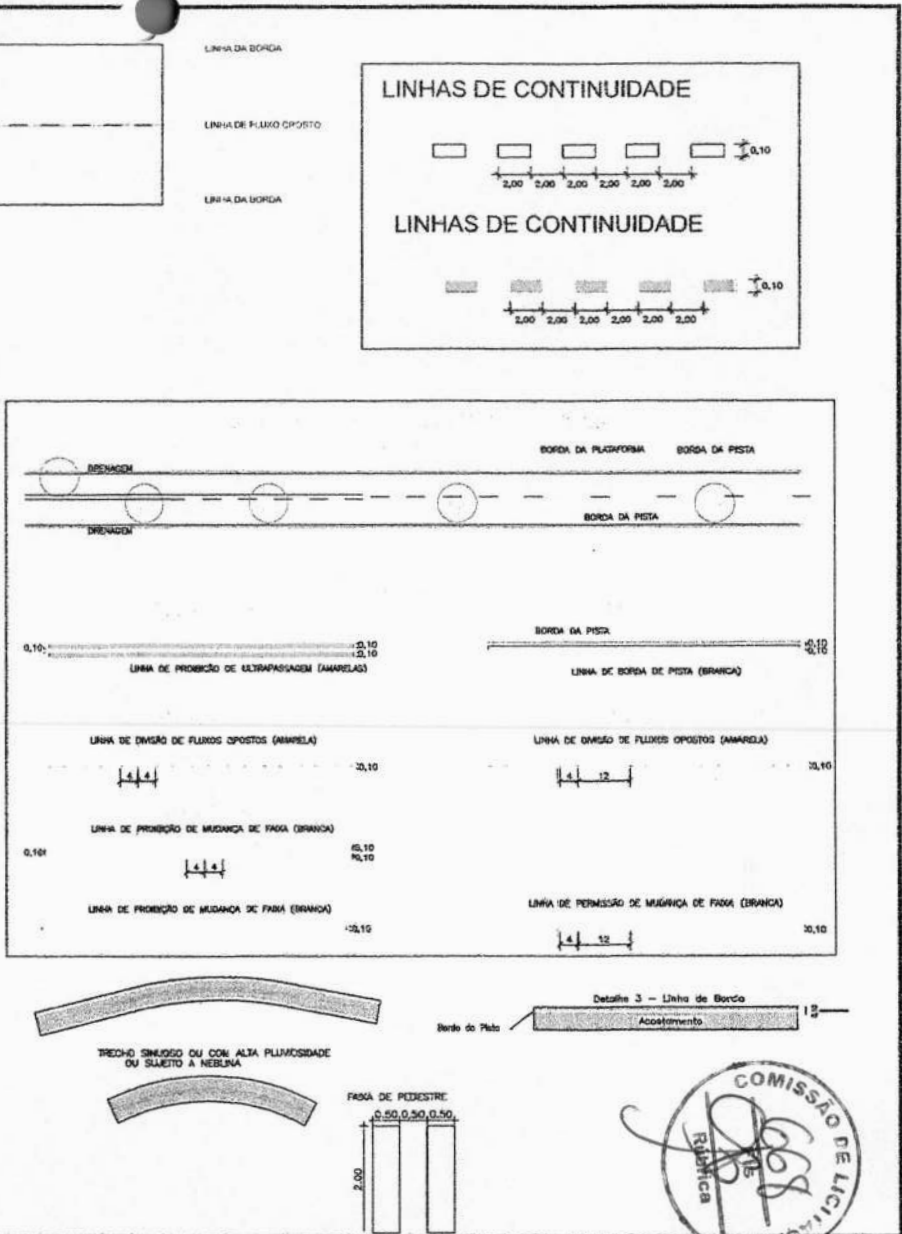 LINHA DA BORDA
LINHA DE FLUXO OPOSTO
LINHA DA BORDA
LINHAS DE CONTINUIDADE
0,10
2,00 2,00 2,00 2,00 2,00 2,00
LINHAS DE CONTINUIDADE
0,10
2,00 2,00 2,00 2,00 2,00 2,00
BORDA DA PLATAFORMA BORDA DA PISTA
DRENAGEM
BORDA DA PISTA
DRENAGEM
BORDA DA PISTA
0,10 0,10 0,10
0,10 0,10
LINHA DE PROIBIÇÃO DE ULTRAPASSAGEM (AMARELAS)
LINHA DE BORDA DE PISTA (BRANCA)
LINHA DE DIVISÃO DE FLUXOS OPOSTOS (AMARELA)
LINHA DE DIVISÃO DE FLUXOS OPOSTOS (AMARELA)
0,10 0,10
4 4
4 12
LINHA DE PROIBIÇÃO DE MUDANÇA DE FAIXA (BRANCA)
0,10 0,10
0,10
4 4
LINHA DE PROIBIÇÃO DE MUDANÇA DE FAIXA (BRANCA)
LINHA DE PERMISSÃO DE MUDANÇA DE FAIXA (BRANCA)
0,10 0,10
4 12
Detalhe 3 - Linha de Bordo
Bordo da Pista
Acostamento
TRECHO SINUOSO OU COM ALTA PLUVIOSIDADE
OU SUJEITO A NEBLINA
FAIXA DE PEDESTRE
0.50 0,50 0.50
2,00
COMISSÃO DE
Fls
668
Rubrica